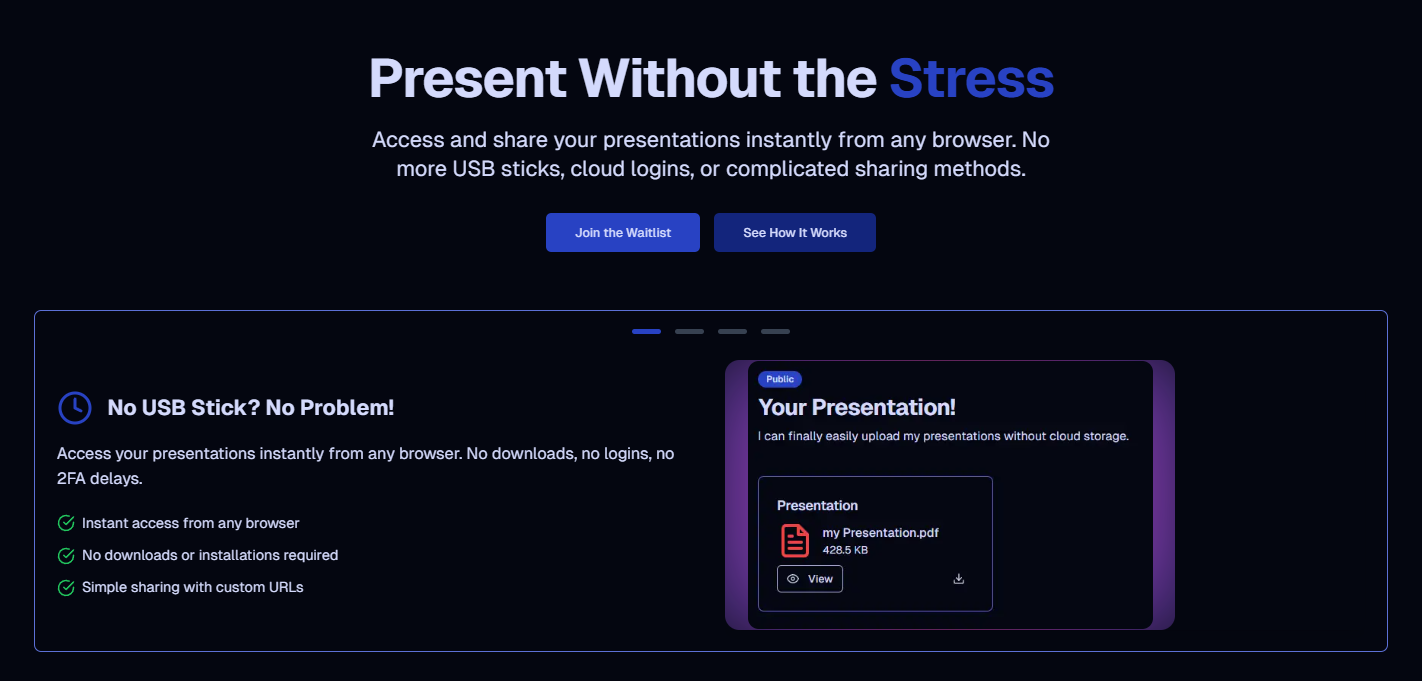 Present Without the Stress
Access and share your presentations instantly from any browser. No
more USB sticks, cloud logins, or complicated sharing methods.
Join the Waitlist
See How It Works
No USB Stick? No Problem!
Access your presentations instantly from any browser. No downloads, no logins, no
2FA delays.
Instant access from any browser
No downloads or installations required
Simple sharing with custom URLs
Public
Your Presentation!
I can finally easily upload my presentations without cloud storage.
Presentation
my Presentation.pdf
428.5 KB
View